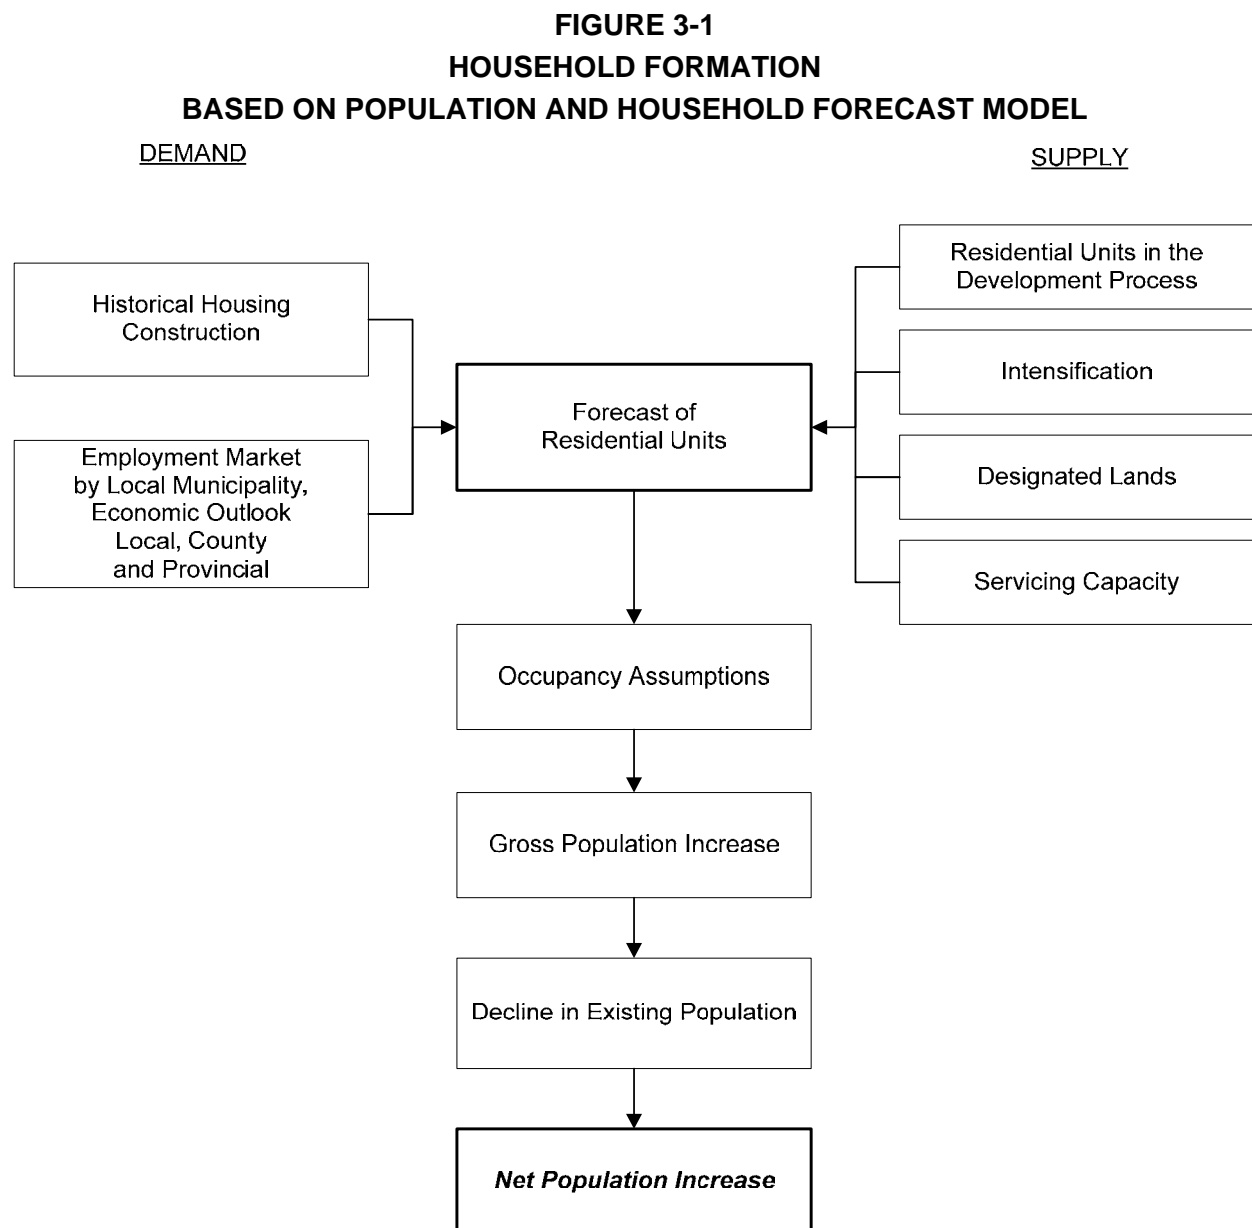 FIGURE 3-1
HOUSEHOLD FORMATION
BASED ON POPULATION AND HOUSEHOLD FORECAST MODEL
DEMAND
SUPPLY
Historical Housing
Construction
Employment Market
by Local Municipality,
Economic Outlook
Local, County
and Provincial
Forecast of
Residential Units
Residential Units in the
Development Process
Intensification
Designated Lands
Servicing Capacity
Occupancy Assumptions
Gross Population Increase
Decline in Existing Population
Net Population Increase